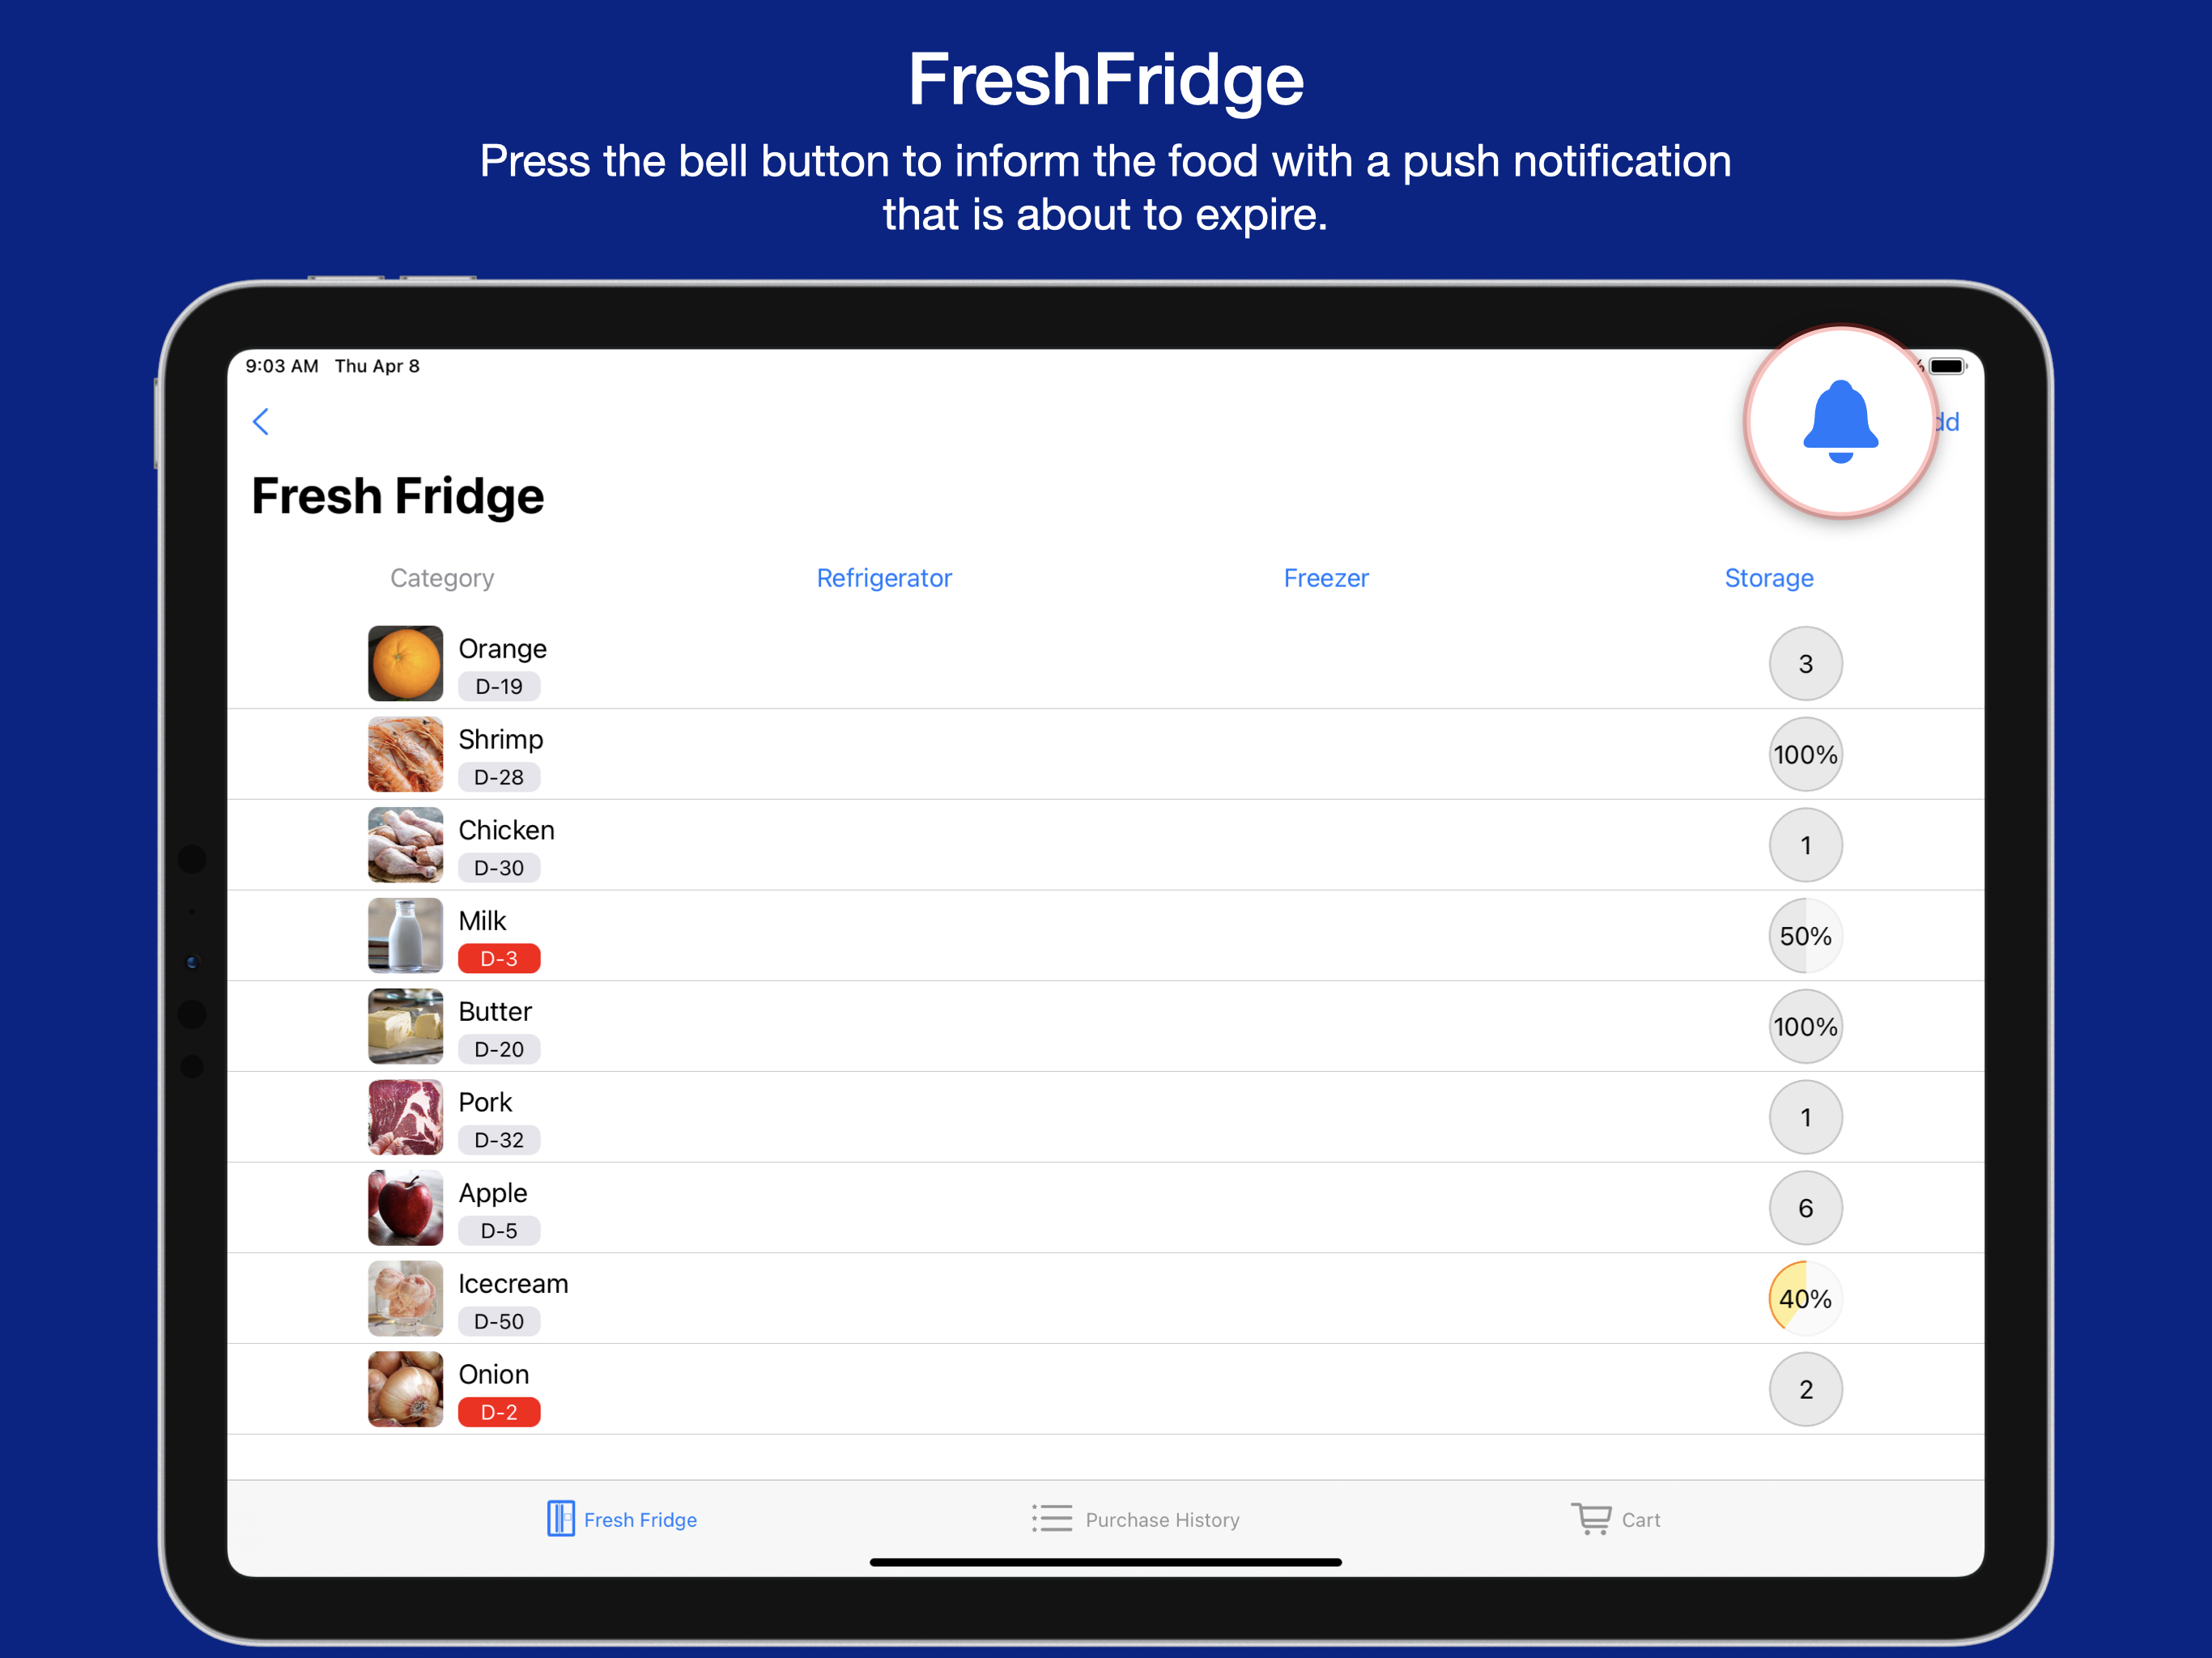 FreshFridge
Press the bell button to inform the food with a push notification
that is about to expire.
9:03 AM Thu Apr 8
Fresh Fridge
Category Refrigerator Freezer Storage
Orange
D-19
3
Shrimp
D-28
100%
Chicken
D-30
1
Milk
D-3
50%
Butter
D-20
100%
Pork
D-32
1
Apple
D-5
6
Icecream
D-50
40%
Onion
D-2
2
Fresh Fridge Purchase History Cart